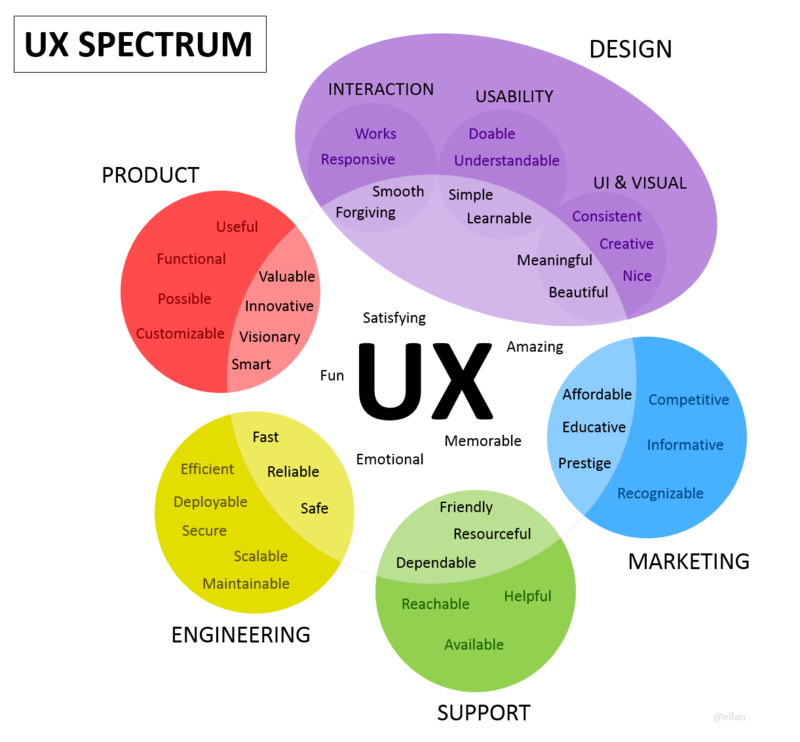 UX SPECTRUM
DESIGN
INTERACTION
Works
Responsive
Smooth
Forgiving
USABILITY
Doable
Understandable
Simple
Learnable
UI & VISUAL
Consistent
Creative
Nice
Meaningful
Beautiful
PRODUCT
Useful
Functional
Possible
Customizable
Valuable
Innovative
Visionary
Smart
Satisfying
Amazing
Fun
UX
Memorable
Emotional
Affordable
Educative
Prestige
Competitive
Informative
Recognizable
MARKETING
Fast
Reliable
Safe
Efficient
Deployable
Secure
Scalable
Maintainable
ENGINEERING
Friendly
Resourceful
Dependable
Reachable
Helpful
Available
SUPPORT
@elfan